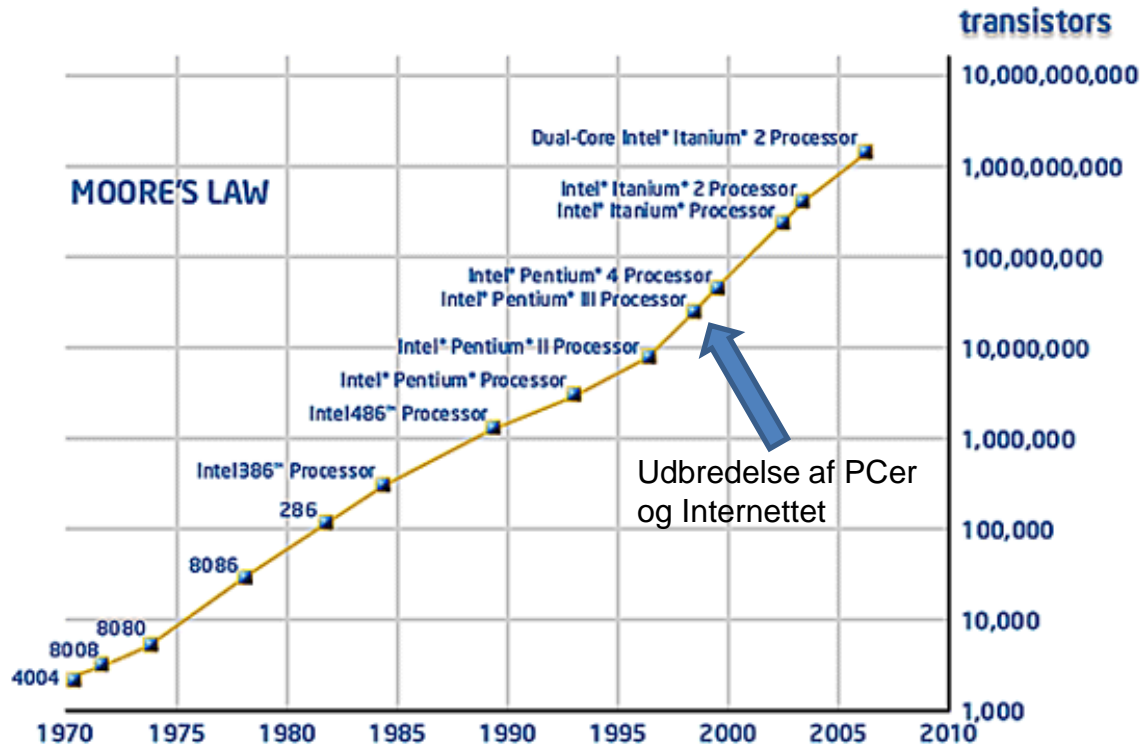 transistors
10,000,000,000
Dual-Core Intel® Itanium® 2 Processor
1,000,000,000
MOORE'S LAW
Intel® Itanium® 2 Processor
Intel® Itanium® Processor
100,000,000
Intel® Pentium® 4 Processor
Intel® Pentium® III Processor
Intel® Pentium® II Processor
10,000,000
Intel® Pentium® Processor
Intel486™ Processor
1,000,000
Intel386™ Processor
Udbredelse af PCer
og Internettet
286
100,000
8086
8080
10,000
8008
4004
1,000
1970 1975 1980 1985 1990 1995 2000 2005 2010